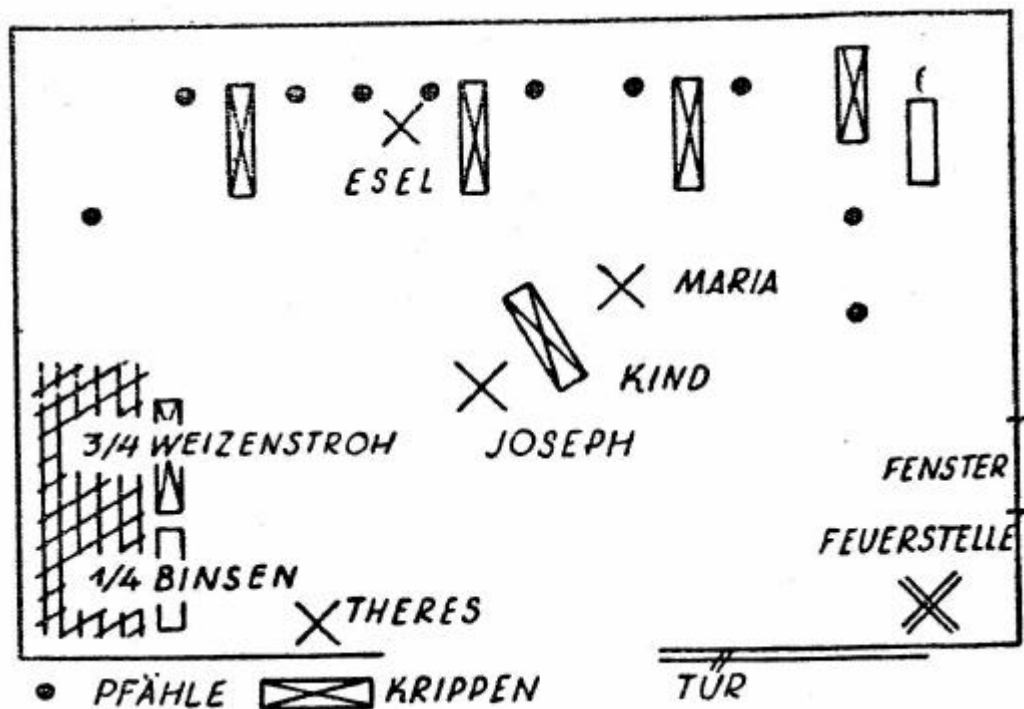 ESEL
MARIA
KIND
3/4 WEIZENSTROH
JOSEPH
FENSTER
FEUERSTELLE
1/4 BINSEN
THERES
PFÄHLE
KRIPPEN
TÜR